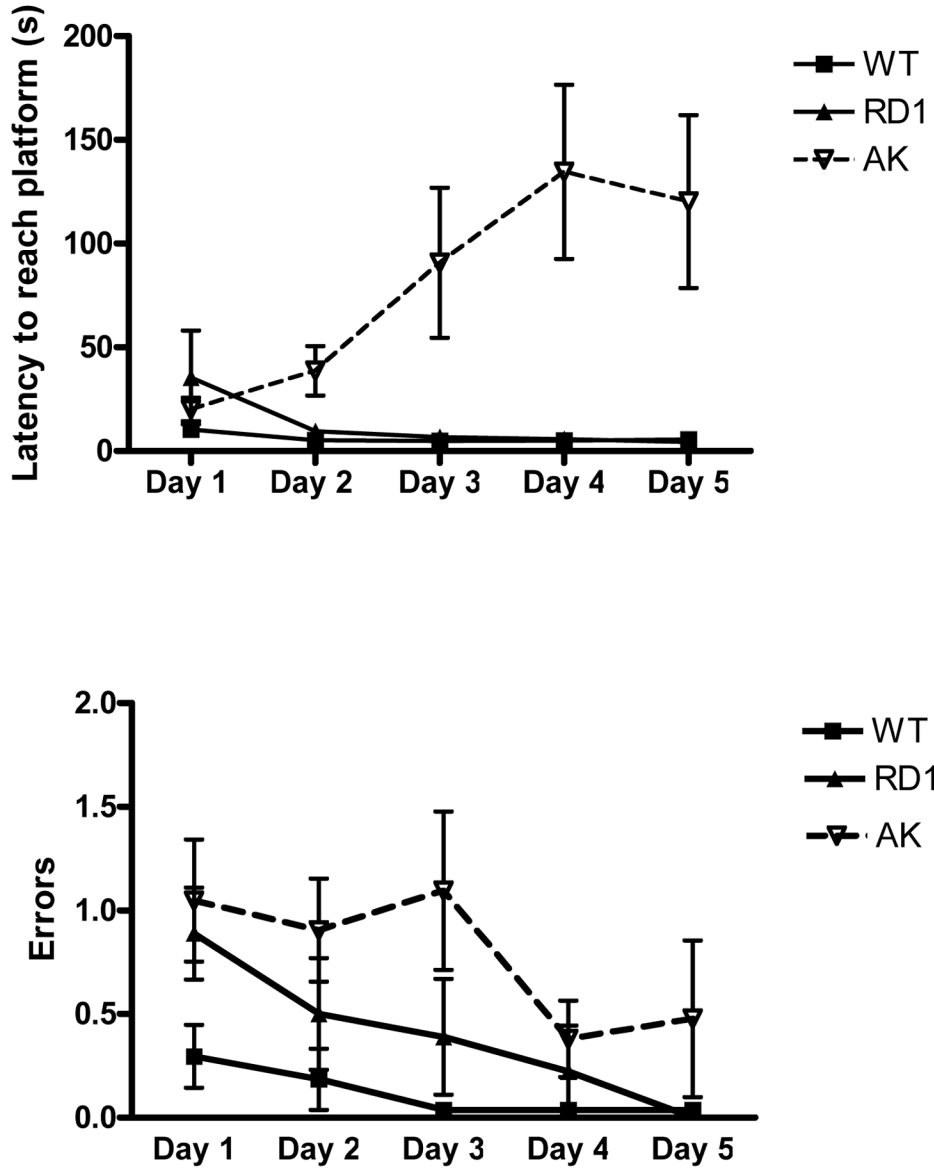 Latency to reach platform (s)
200
150
100
50
0
Day 1 Day 2 Day 3 Day 4 Day 5
WT
RD1
AK
Errors
2.0
1.5
1.0
0.5
0.0
Day 1 Day 2 Day 3 Day 4 Day 5
WT
RD1
AK